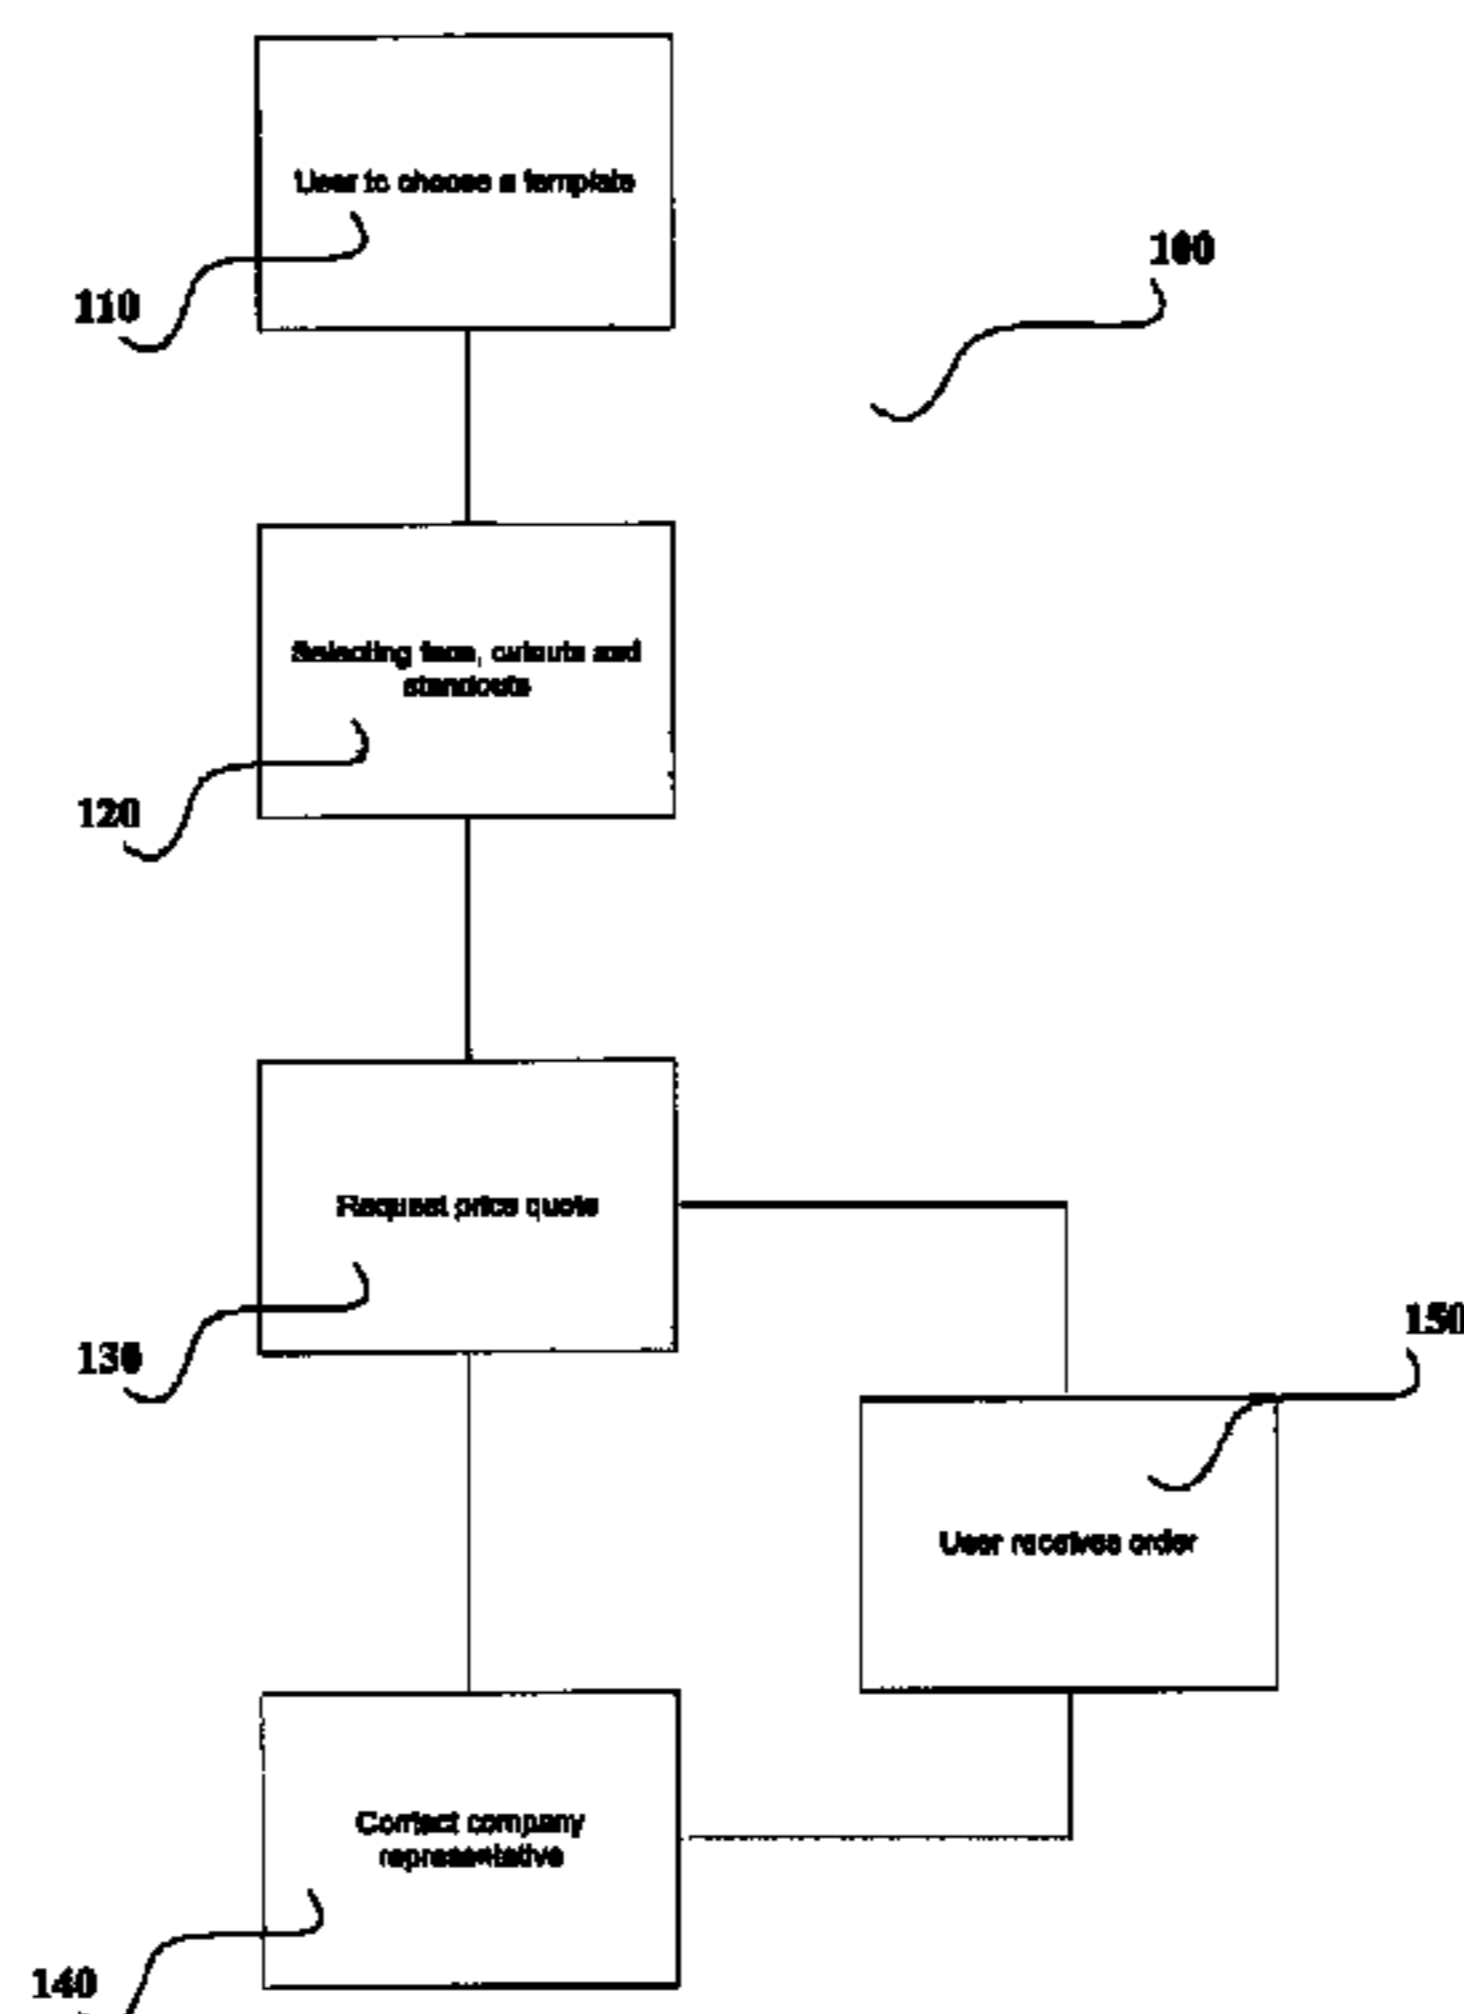 User to choose a template
100
110
Selecting face, cutouts and
standouts
120
Request price quote
130
150
User receives order
Contact company
representative
140